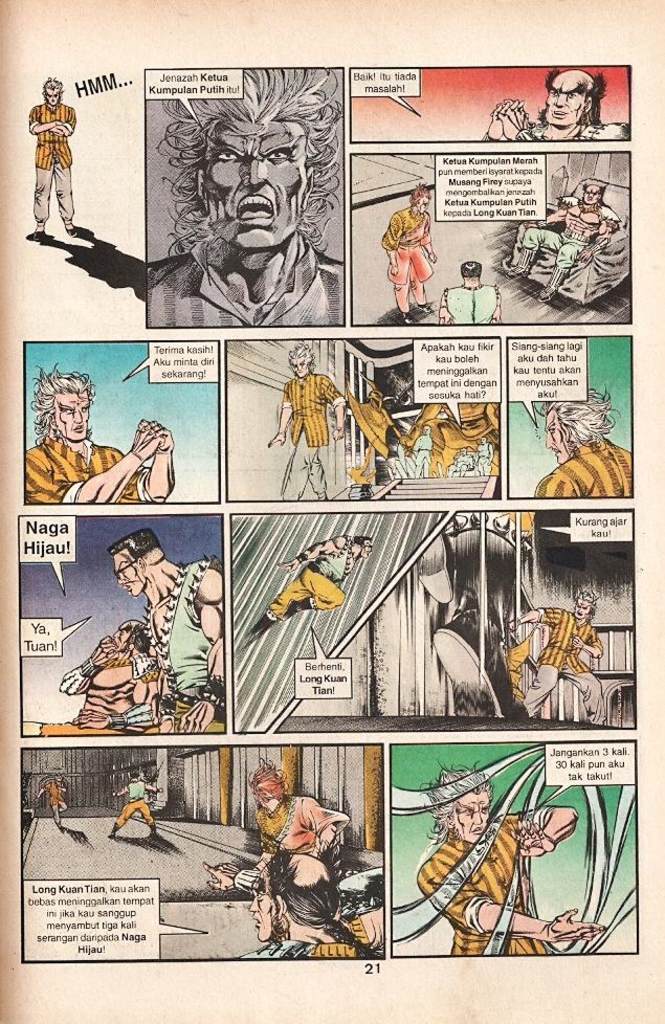 HMM...
Jenazah Ketua
Kumpulan Putih itu!
Baik! Itu tiada
masalah!
Ketua Kumpulan Merah
pun memberi isyarat kepada
Musang Firey supaya
mengembalikan jenazah
Ketua Kumpulan Putih
kepada Long Kuan Tian.
Terima kasih!
Aku minta diri
sekarang!
Apakah kau fikir
kau boleh
meninggalkan
tempat ini dengan
sesuka hati?
Siang-siang lagi
aku dah tahu
kau tentu akan
menyusahkan
aku!
Naga
Hijau!
Ya,
Tuan!
Berhenti,
Long Kuan
Tian!
Kurang ajar
kau!
Long Kuan Tian, kau akan
bebas meninggalkan tempat
ini jika kau sanggup
menyambut tiga kali
serangan daripada Naga
Hijau!
Jangankan 3 kali.
30 kali pun aku
tak takut!
21